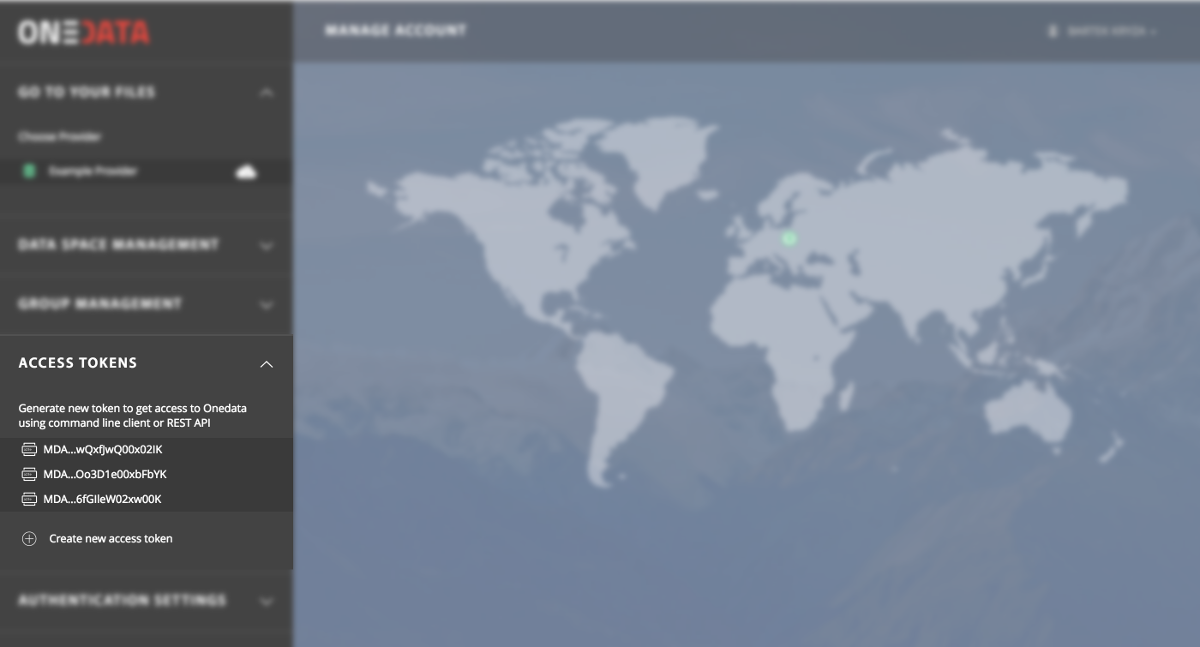 ONEDATA
MANAGE ACCOUNT
GO TO YOUR FILES
Choose Provider
Example Provider
DATA SPACE MANAGEMENT
GROUP MANAGEMENT
ACCESS TOKENS
Generate new token to get access to Onedata
using command line client or REST API
MDA...wQxfJwQ00x02IK
MDA...Oo3D1e00xbFbYK
MDA...6fGIIeW02xw00K
Create new access token
AUTHENTICATION SETTINGS